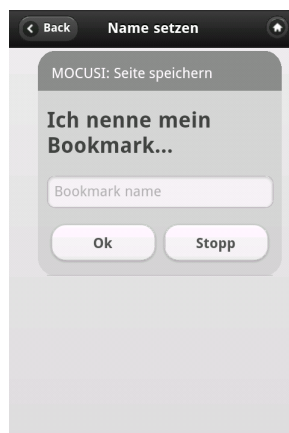 Back
Name setzen
MOCUSI: Seite speichern
Ich nenne mein
Bookmark...
Bookmark name
Ok
Stopp